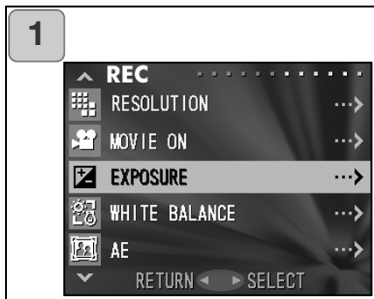 1
REC
RESOLUTION
MOVIE ON
EXPOSURE
WHITE BALANCE
AE
RETURN SELECT